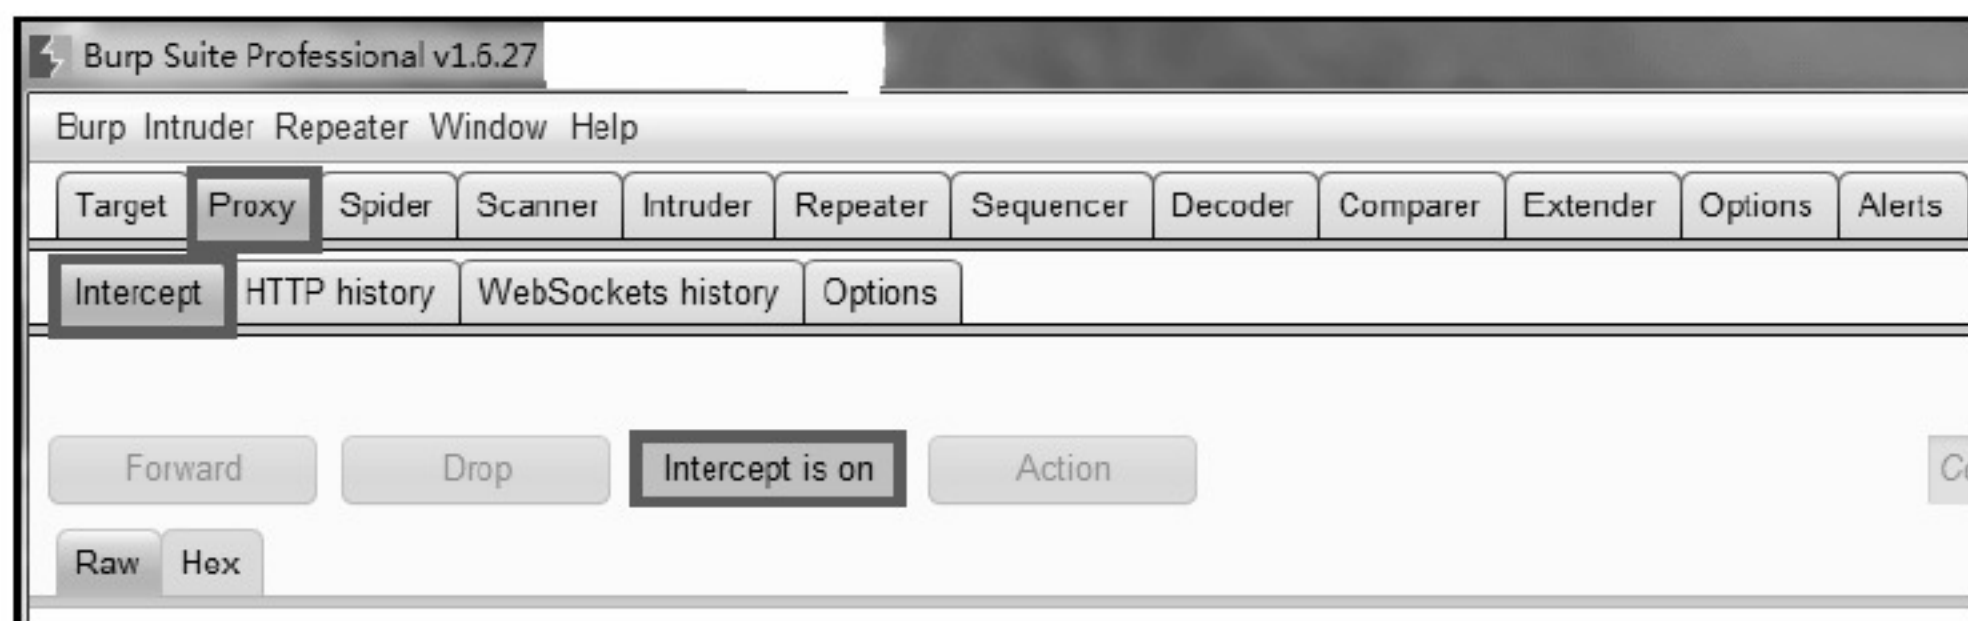 Burp Suite Professional v1.6.27
Burp Intruder Repeater Window Help
Target Proxy Spider Scanner Intruder Repeater Sequencer Decoder Comparer Extender Options Alerts
Intercept HTTP history WebSockets history Options
Forward Drop Intercept is on Action
Raw Hex